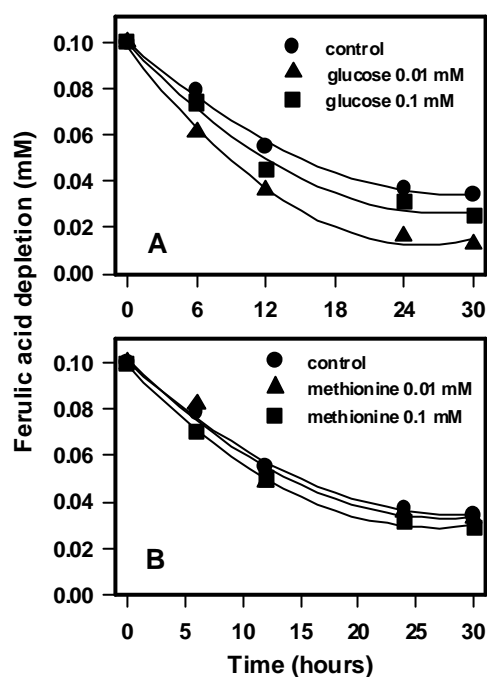 Ferulic acid depletion (mM)
0.10
0.08
0.06
0.04
0.02
0.00
control
glucose 0.01 mM
glucose 0.1 mM
A
0 6 12 18 24 30
0.10
0.08
0.06
0.04
0.02
0.00
control
methionine 0.01 mM
methionine 0.1 mM
B
0 5 10 15 20 25 30
Time (hours)